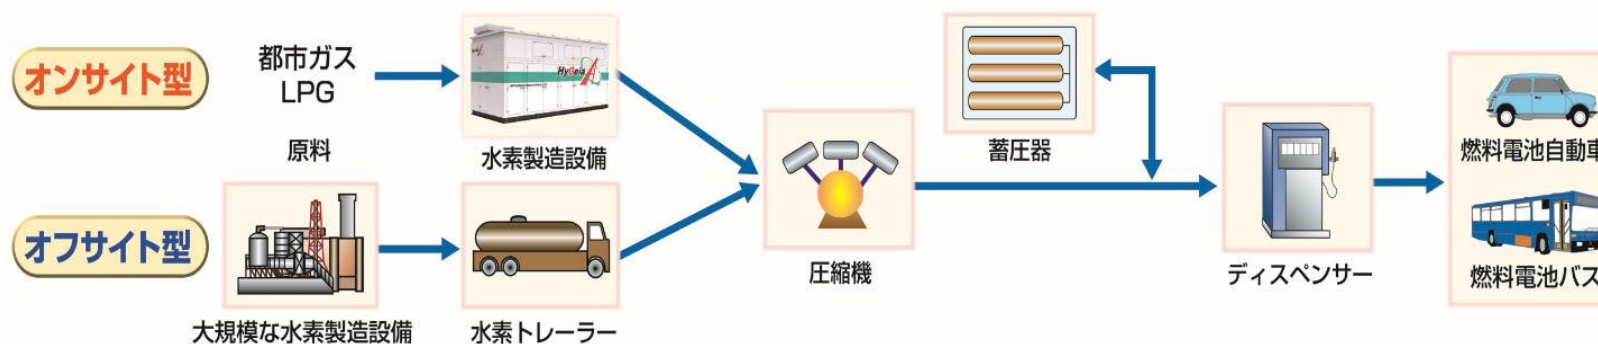 オンサイト型
都市ガス
LPG
原料
HyGeia
水素製造設備
オフサイト型
大規模な水素製造設備
水素トレーラー
圧縮機
蓄圧器
ディスペンサー
燃料電池自動車
燃料電池バス